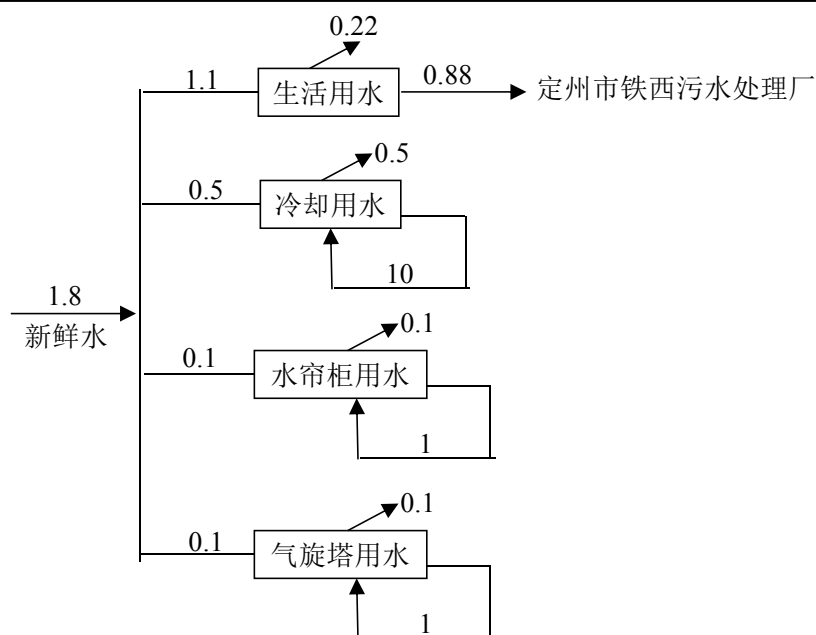 0.22
1.1
生活用水
0.88
定州市铁西污水处理厂
0.5
0.5
冷却用水
10
1.8
新鲜水
0.1
0.1
水帘柜用水
1
0.1
0.1
气旋塔用水
1